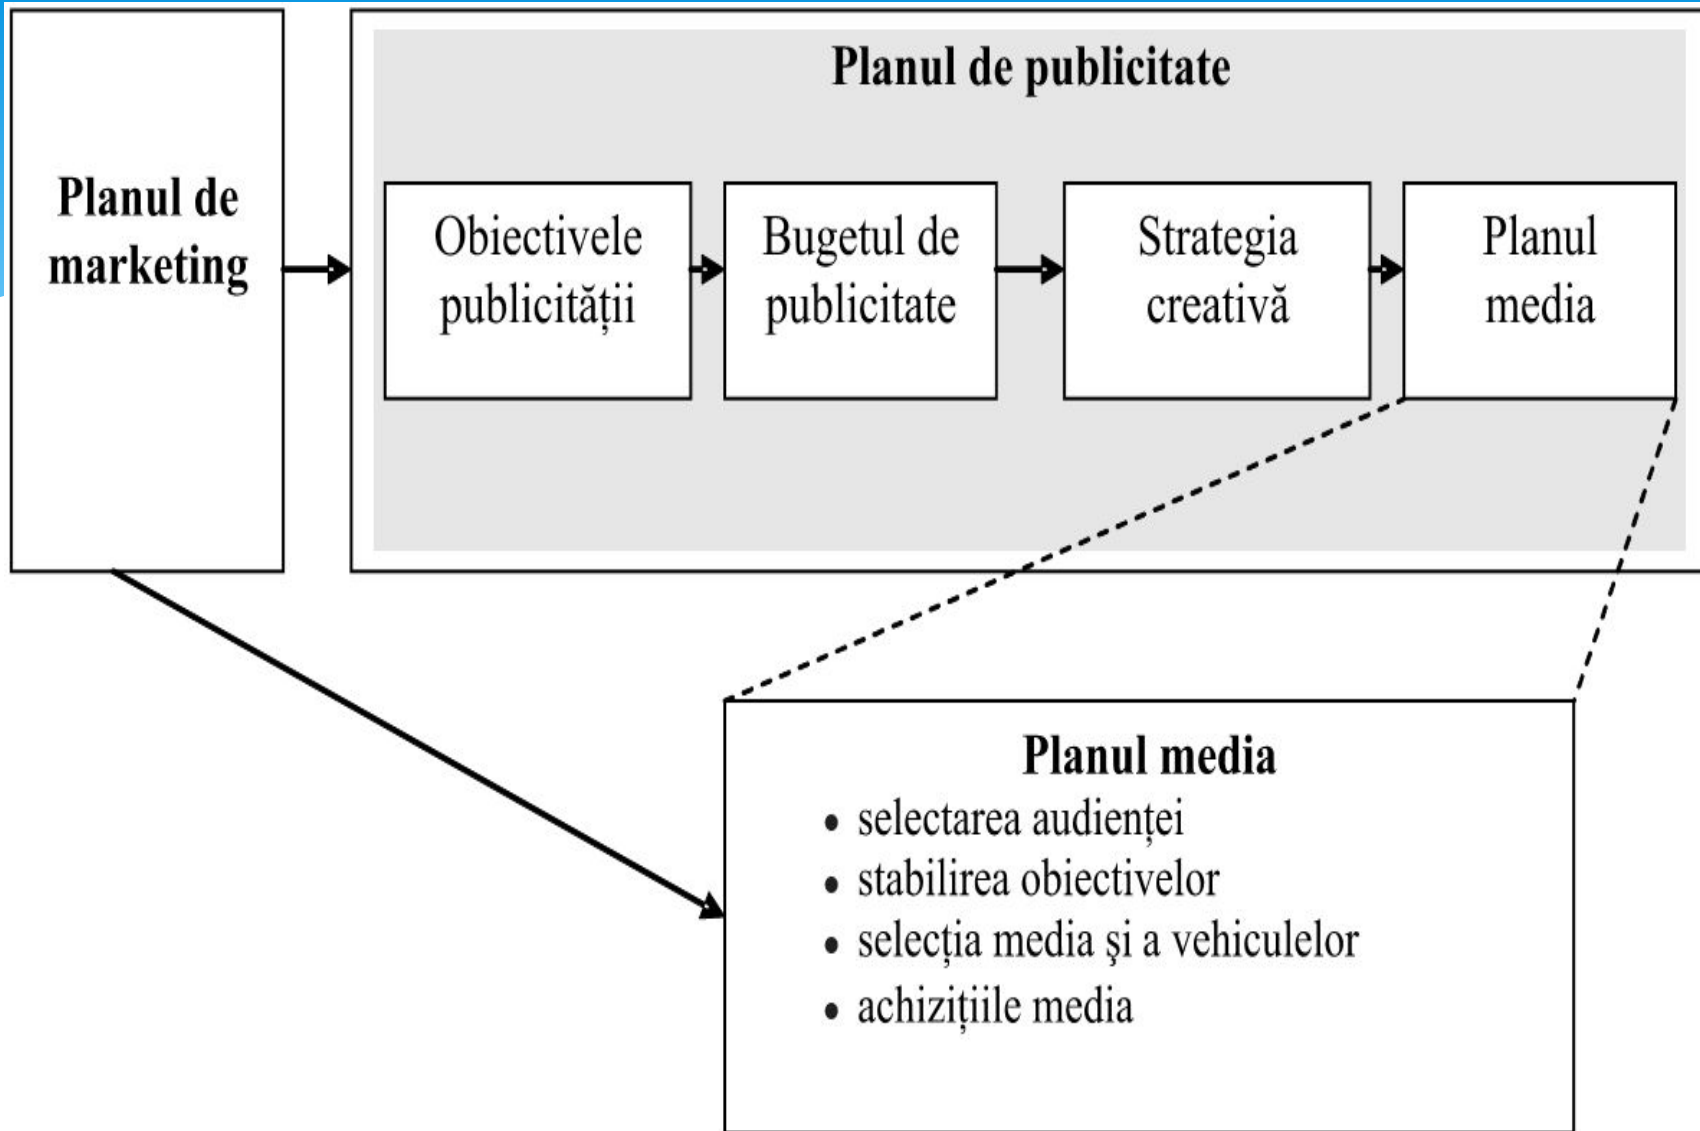 Planul de publicitate
Planul de
marketing
Obiectivele
publicității
Bugetul de
publicitate
Strategia
creativă
Planul
media
Planul media
• selectarea audienței
• stabilirea obiectivelor
• selecția media şi a vehiculelor
• achizițiile media